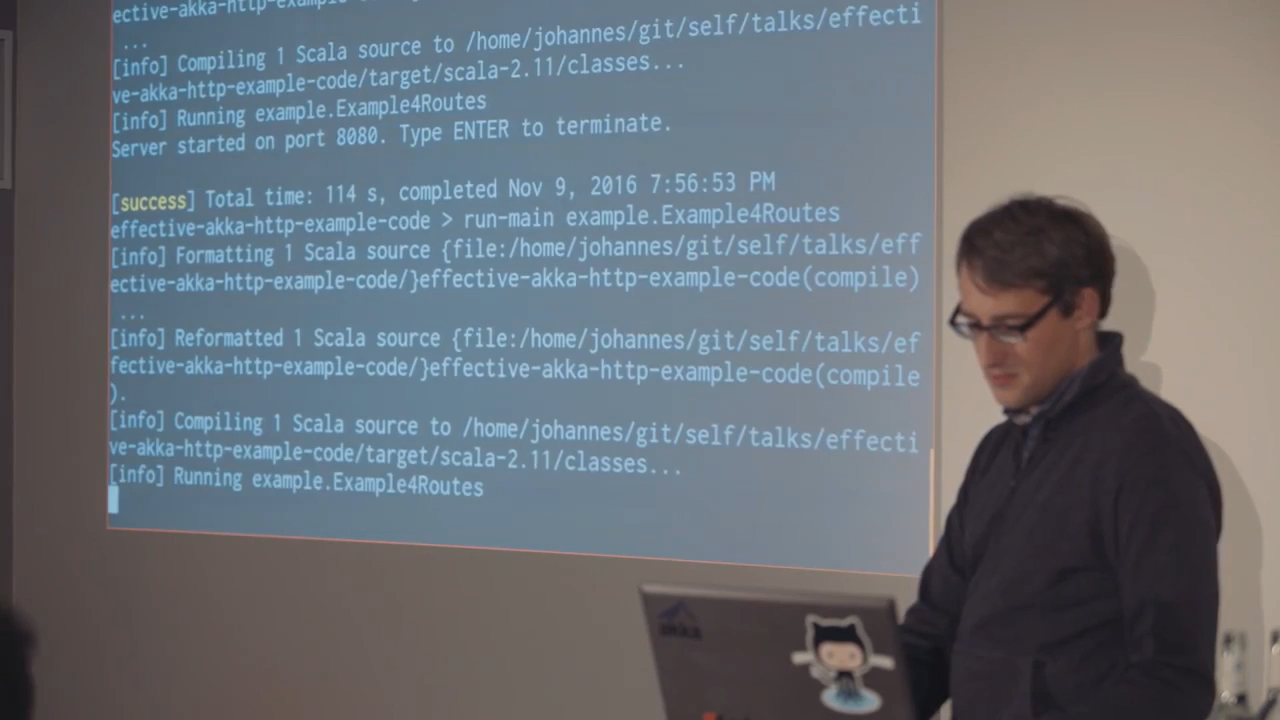 ective-akka-http-example-code/}effective-akka-http-example-code(compile)
...
[info] Compiling 1 Scala source to /home/johannes/git/self/talks/effecti
ve-akka-http-example-code/target/scala-2.11/classes...
[info] Running example.Example4Routes
Server started on port 8080. Type ENTER to terminate.
[success] Total time: 114 s, completed Nov 9, 2016 7:56:53 PM
effective-akka-http-example-code > run-main example.Example4Routes
[info] Formatting 1 Scala source {file:/home/johannes/git/self/talks/eff
ective-akka-http-example-code/}effective-akka-http-example-code(compile)
...
[info] Reformatted 1 Scala source {file:/home/johannes/git/self/talks/ef
fective-akka-http-example-code/}effective-akka-http-example-code(compile
).
[info] Compiling 1 Scala source to /home/johannes/git/self/talks/effecti
ve-akka-http-example-code/target/scala-2.11/classes...
[info] Running example.Example4Routes
akka